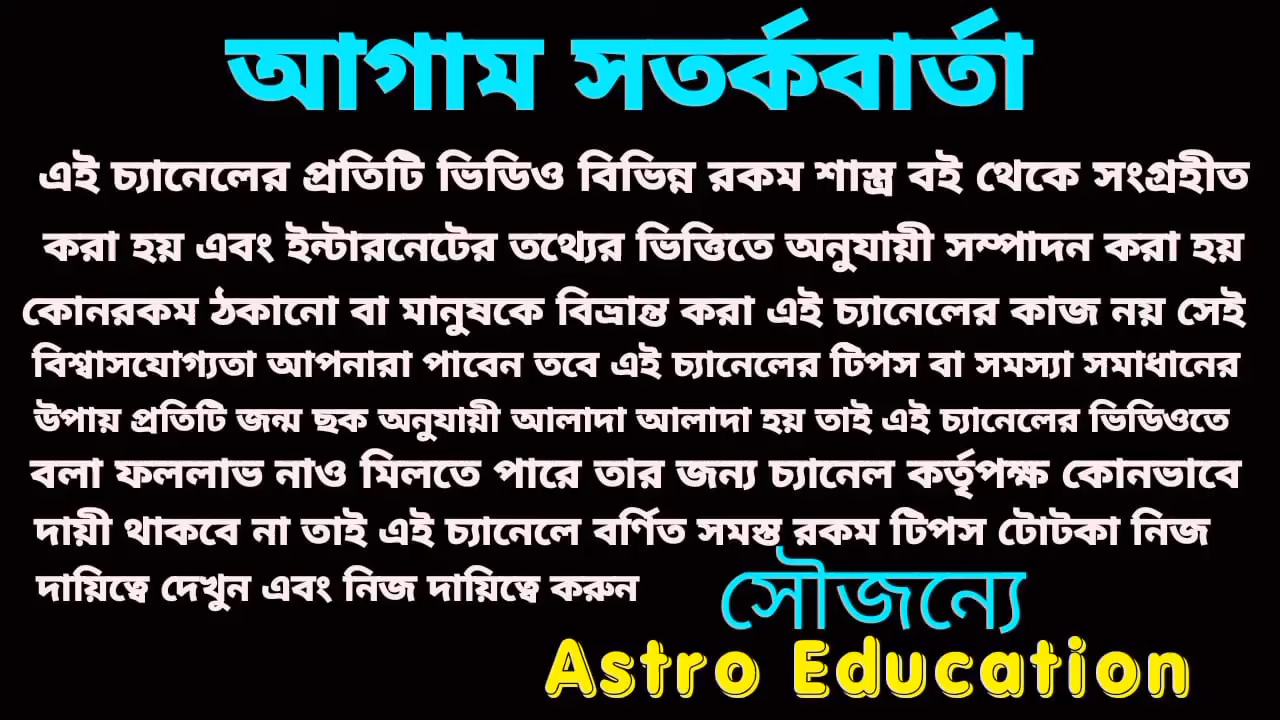 আগাম সতর্কবার্তা
এই চ্যানেলের প্রতিটি ভিডিও বিভিন্ন রকম শাস্ত্র বই থেকে সংগ্রহীত
করা হয় এবং ইন্টারনেটের তথ্যের ভিত্তিতে অনুযায়ী সম্পাদন করা হয়
কোনরকম ঠকানো বা মানুষকে বিভ্রান্ত করা এই চ্যানেলের কাজ নয় সেই
বিশ্বাসযোগ্যতা আপনারা পাবেন তবে এই চ্যানেলের টিপস বা সমস্যা সমাধানের
উপায় প্রতিটি জন্ম ছক অনুযায়ী আলাদা আলাদা হয় তাই এই চ্যানেলের ভিডিওতে
বলা ফললাভ নাও মিলতে পারে তার জন্য চ্যানেল কর্তৃপক্ষ কোনভাবে
দায়ী থাকবে না তাই এই চ্যানেলে বর্ণিত সমস্ত রকম টিপস টোটকা নিজ
দায়িত্বে দেখুন এবং নিজ দায়িত্বে করুন
সৌজন্যে
Astro Education